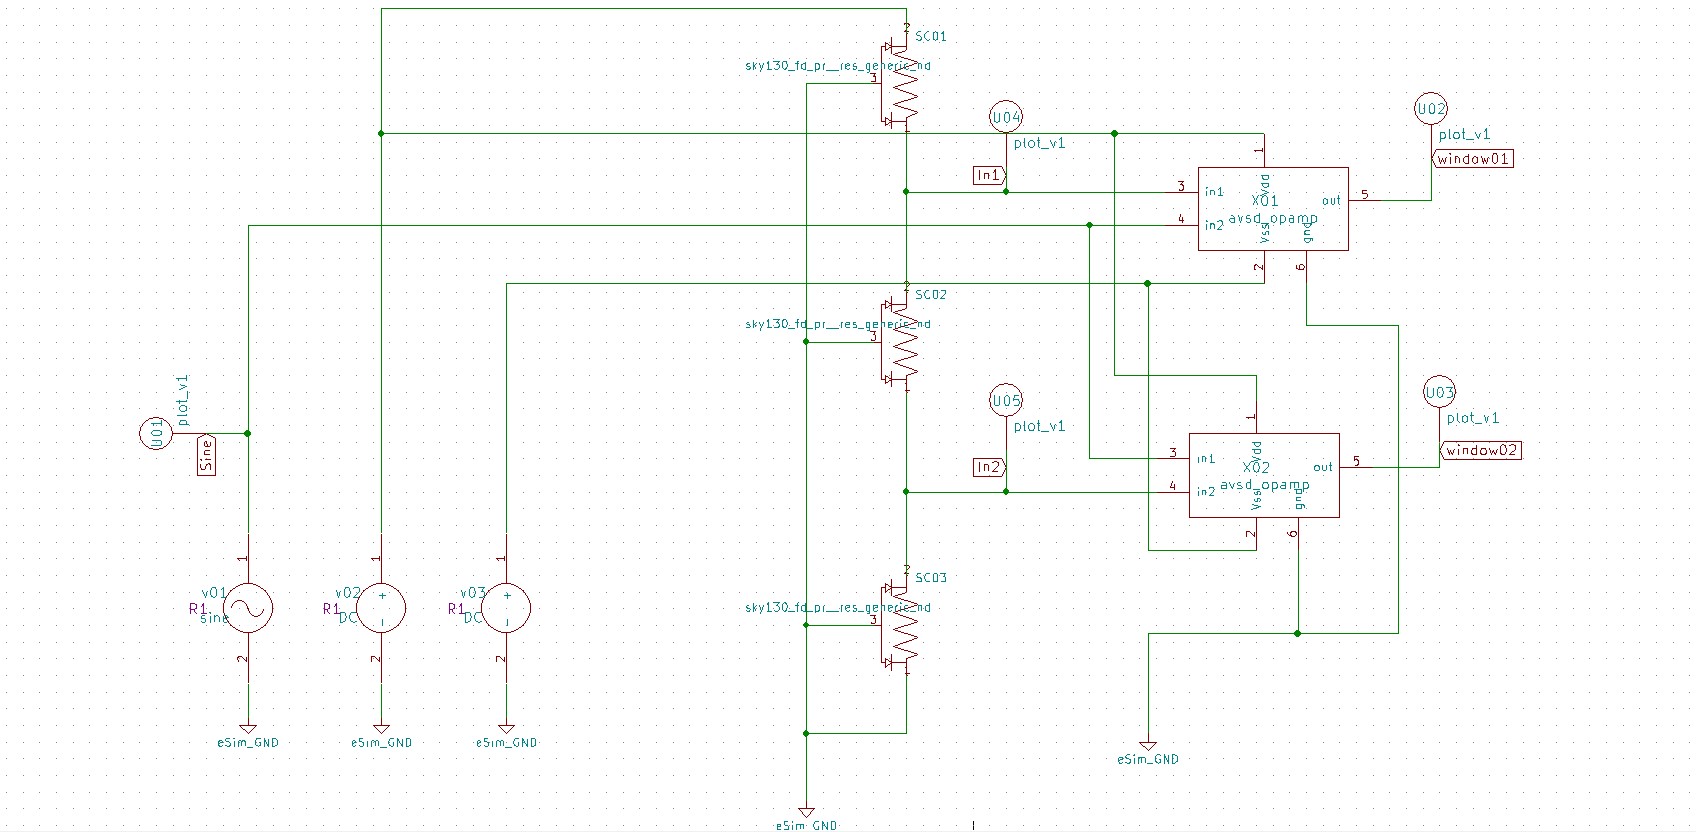 2
SC01
sky130_fd_pr__res_generic_nd
3
1
U04
plot_v1
In1
U02
plot_v1
window01
1
Vdd
3
in1
4
in2
X01
avsd_opamp
out
5
Vss
gnd
2
6
2
SC02
sky130_fd_pr__res_generic_nd
3
1
plot_v1
U01
Sine
U05
plot_v1
In2
U03
plot_v1
window02
1
Vdd
3
in1
4
in2
X02
avsd_opamp
out
5
Vss
gnd
2
6
1
v01
R1
sine
2
eSim_GND
1
v02
R1
DC
+
-
2
eSim_GND
1
v03
R1
DC
+
-
2
eSim_GND
2
SC03
sky130_fd_pr__res_generic_nd
3
1
eSim_GND
eSim_GND